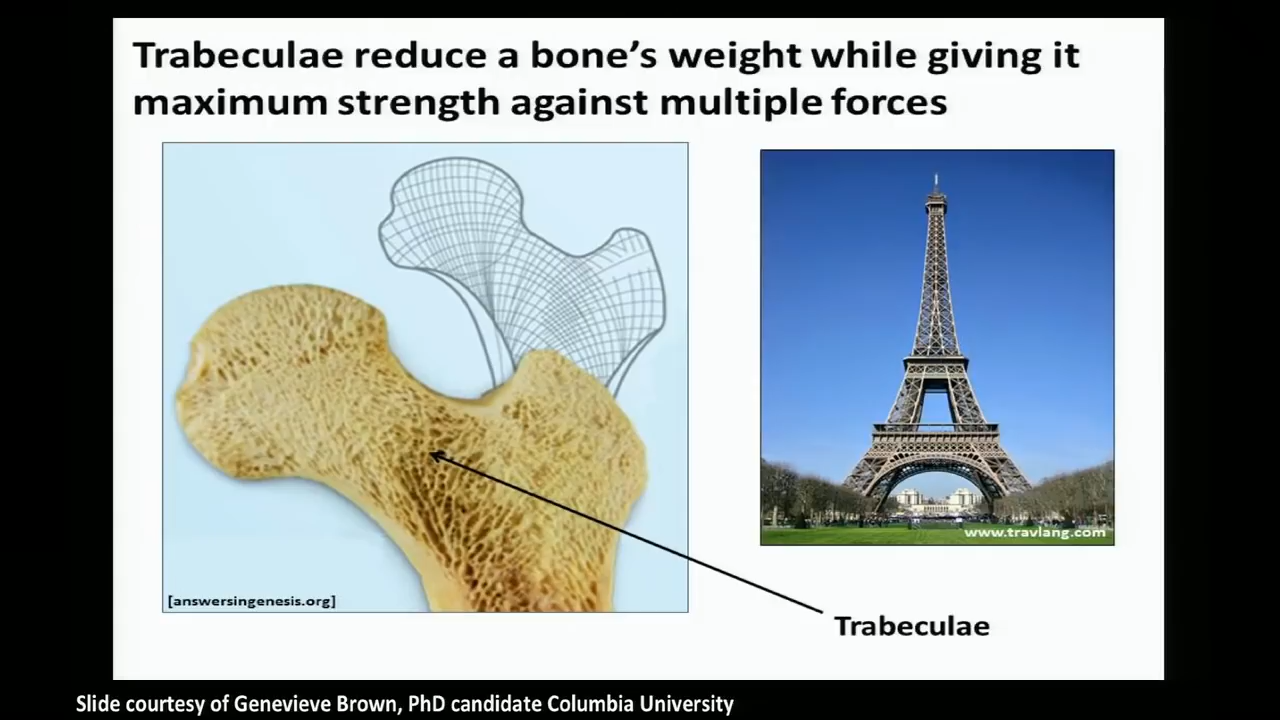 Trabeculae reduce a bone’s weight while giving it
maximum strength against multiple forces
[answersingenesis.org]
www.travlang.com
Trabeculae
Slide courtesy of Genevieve Brown, PhD candidate Columbia University